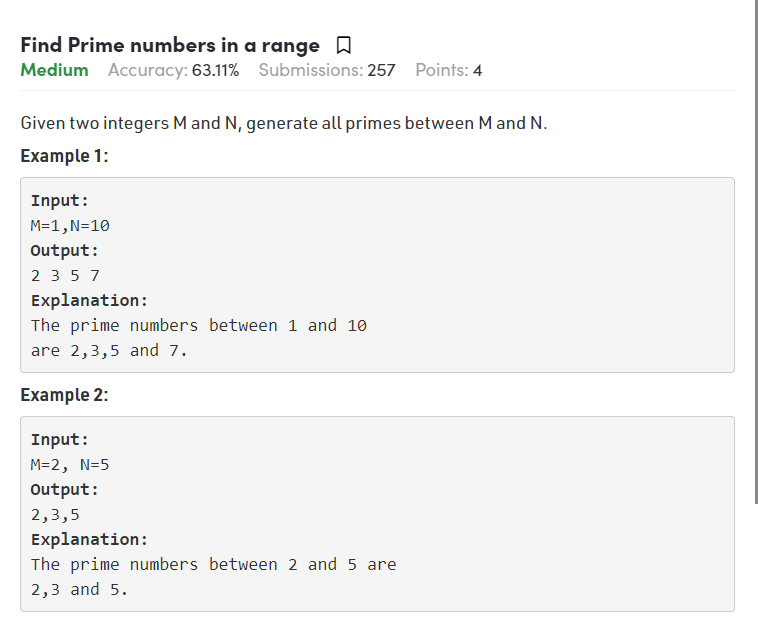 Find Prime numbers in a range
Medium Accuracy: 63.11% Submissions: 257 Points: 4
Given two integers M and N, generate all primes between M and N.
Example 1:
Input:
M=1,N=10
Output:
2 3 5 7
Explanation:
The prime numbers between 1 and 10
are 2,3,5 and 7.
Example 2:
Input:
M=2, N=5
Output:
2,3,5
Explanation:
The prime numbers between 2 and 5 are
2,3 and 5.